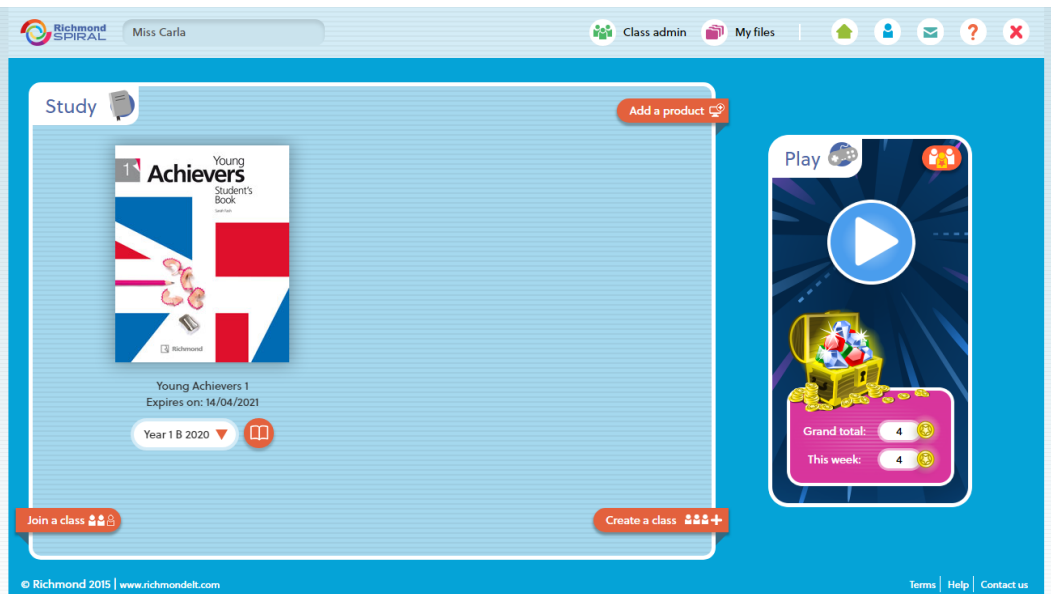 Richmond
SPIRAL
Miss Carla
Class admin
My files
?
Study
Add a product
1
Young
Achievers
Student's
Book
Richmond
Young Achievers 1
Expires on: 14/04/2021
Year 1 B 2020
Join a class
Create a class
Play
Grand total: 4
This week: 4
© Richmond 2015 | www.richmondelt.com
Terms | Help | Contact us